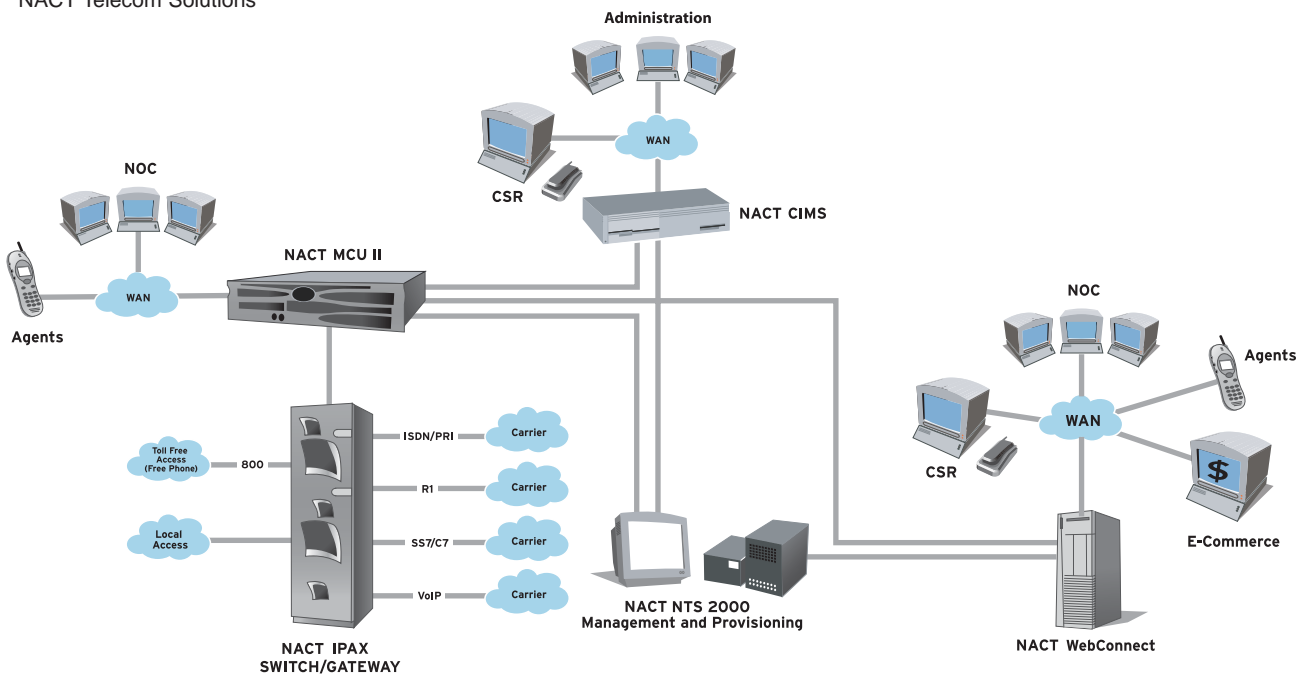 NACT Telecom Solutions
Administration
WAN
CSR
NACT CIMS
NOC
WAN
Agents
NACT MCU II
Toll Free
Access
(Free Phone)
800
Local
Access
ISDN/PRI
Carrier
R1
Carrier
SS7/C7
Carrier
VoIP
Carrier
NACT IPAX
SWITCH/GATEWAY
NACT NTS 2000
Management and Provisioning
NOC
Agents
WAN
CSR
$
E-Commerce
NACT WebConnect